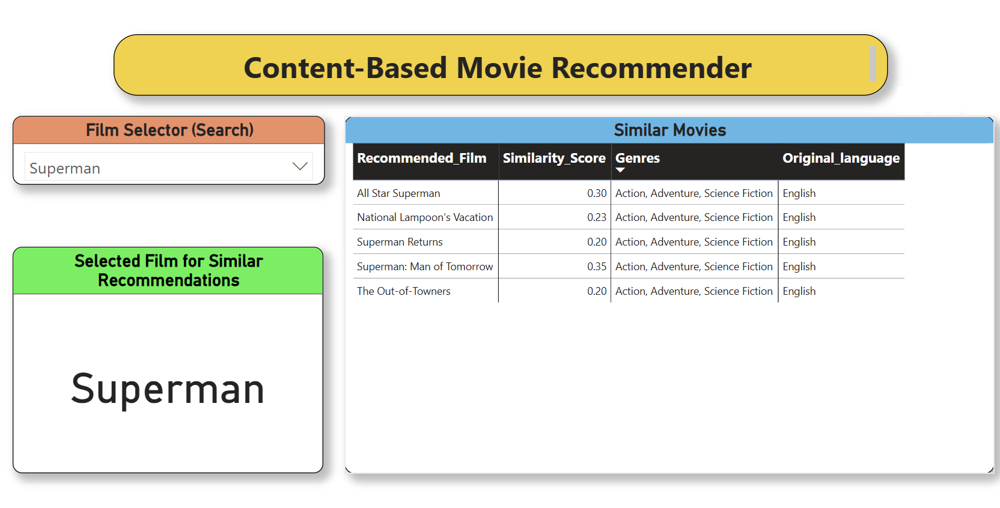 Content-Based Movie Recommender
Film Selector (Search)
Superman
Selected Film for Similar
Recommendations
Superman
Similar Movies
Recommended_Film Similarity_Score Genres Original_language
All Star Superman 0.30 Action, Adventure, Science Fiction English
National Lampoon's Vacation 0.23 Action, Adventure, Science Fiction English
Superman Returns 0.20 Action, Adventure, Science Fiction English
Superman: Man of Tomorrow 0.35 Action, Adventure, Science Fiction English
The Out-of-Towners 0.20 Action, Adventure, Science Fiction English